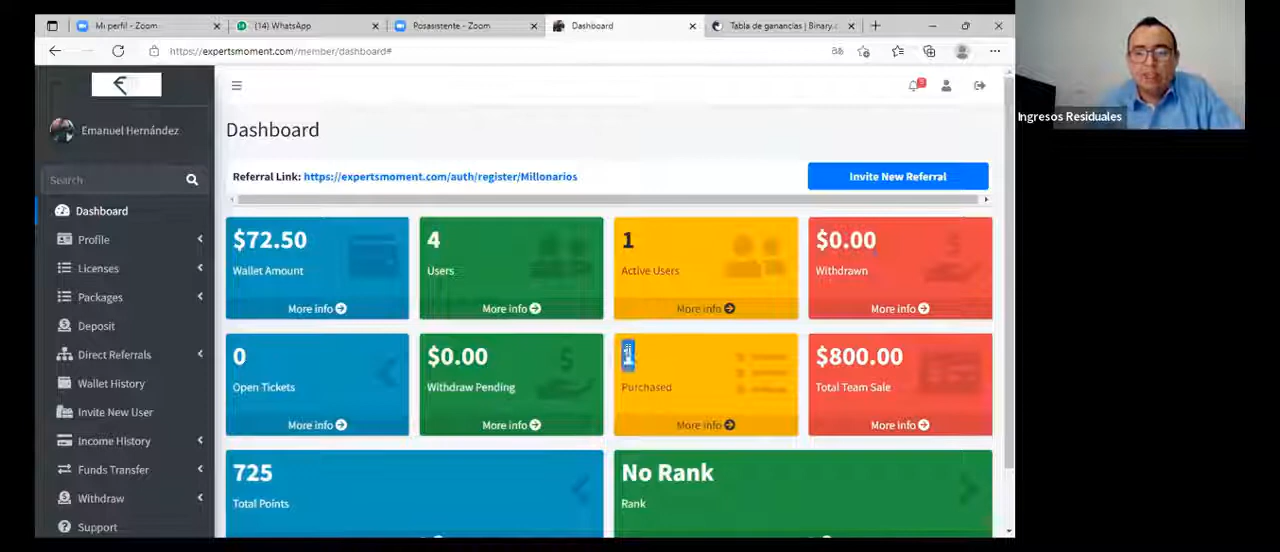 Mi perfil - Zoom
(14) WhatsApp
Posasistente - Zoom
Dashboard
Tabla de ganancias | Binary.c
https://expertsmoment.com/member/dashboard#
Emanuel Hernández
Search
Dashboard
Profile
Licenses
Packages
Deposit
Direct Referrals
Wallet History
Invite New User
Income History
Funds Transfer
Withdraw
Support
Dashboard
Referral Link: https://expertsmoment.com/auth/register/Millonarios
Invite New Referral
$72.50
Wallet Amount
More info
4
Users
More info
1
Active Users
More info
$0.00
Withdrawn
More info
0
Open Tickets
More info
$0.00
Withdraw Pending
More info
1
Purchased
More info
$800.00
Total Team Sale
More info
725
Total Points
No Rank
Rank
Ingresos Residuales